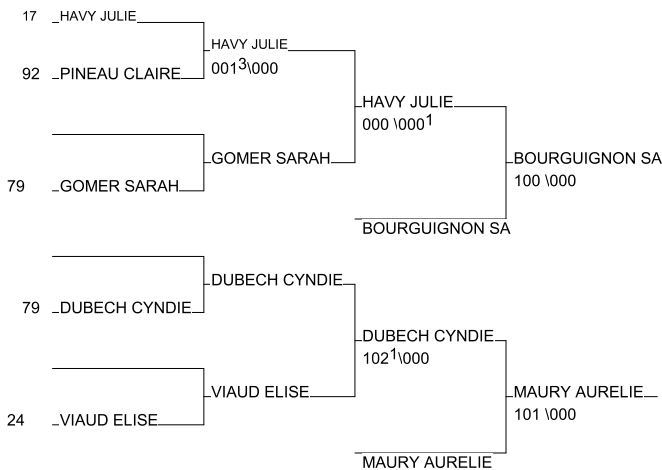 17 HAVY JULIE
HAVY JULIE
92 PINEAU CLAIRE
001³\000
HAVY JULIE
000 \000¹
GOMER SARAH
BOURGUIGNON SA
79 GOMER SARAH
100 \000
BOURGUIGNON SA
DUBECH CYNDIE
79 DUBECH CYNDIE
DUBECH CYNDIE
102¹\000
VIAUD ELISE
MAURY AURELIE
24 VIAUD ELISE
101 \000
MAURY AURELIE